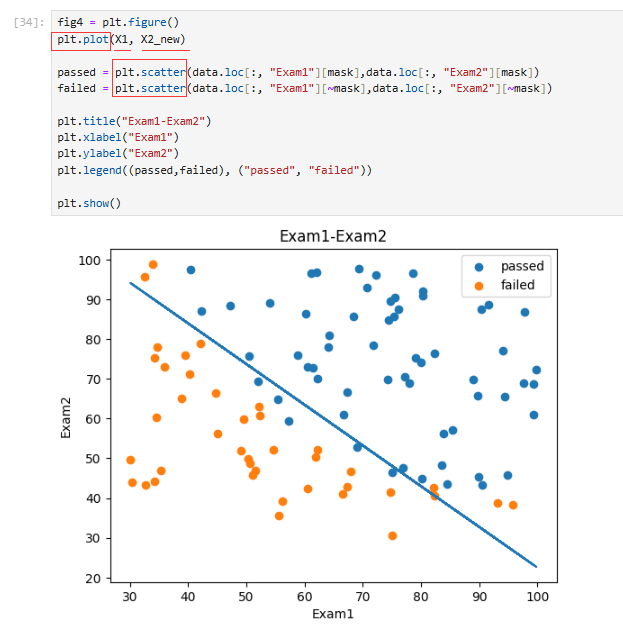 [34]: fig4 = plt.figure()
plt.plot(X1, X2_new)
passed = plt.scatter(data.loc[:, "Exam1"][mask],data.loc[:, "Exam2"][mask])
failed = plt.scatter(data.loc[:, "Exam1"][~mask],data.loc[:, "Exam2"][~mask])
plt.title("Exam1-Exam2")
plt.xlabel("Exam1")
plt.ylabel("Exam2")
plt.legend((passed,failed), ("passed", "failed"))
plt.show()
Exam1-Exam2
passed
failed
100
90
80
70
60
50
40
30
20
Exam2
30 40 50 60 70 80 90 100
Exam1